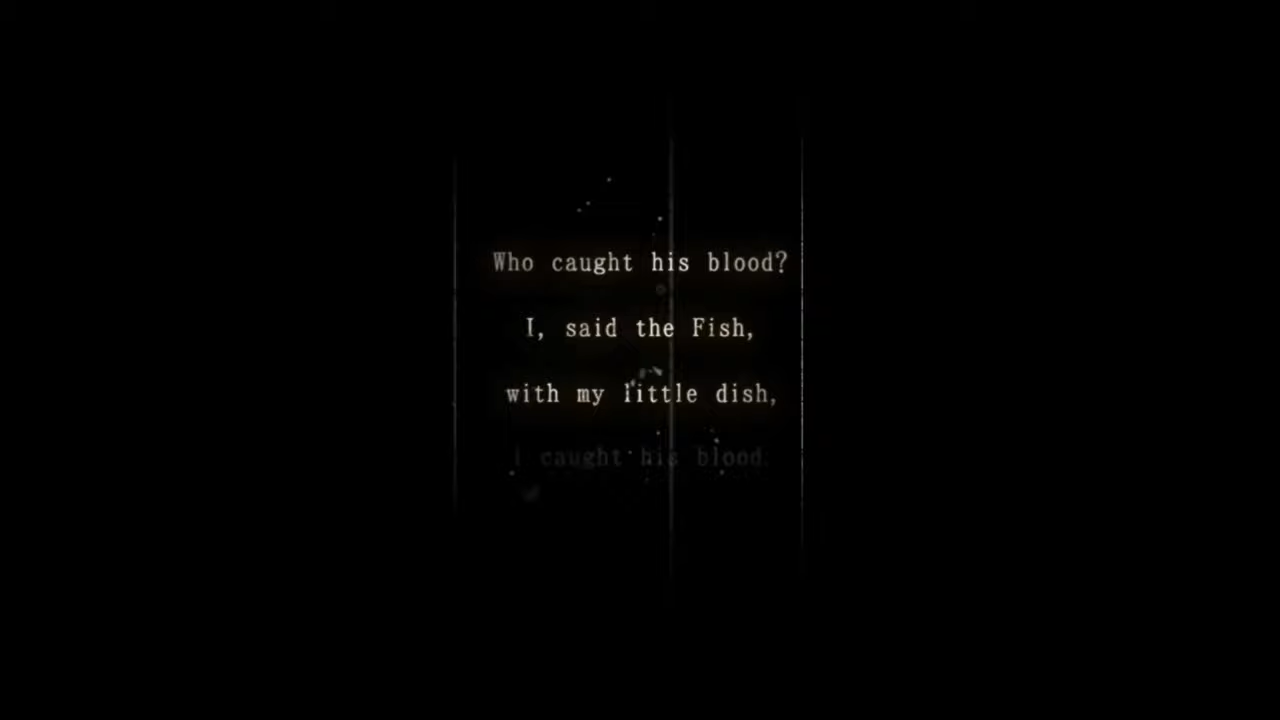 Who caught his blood?
I, said the Fish,
with my little dish,
I caught his blood.